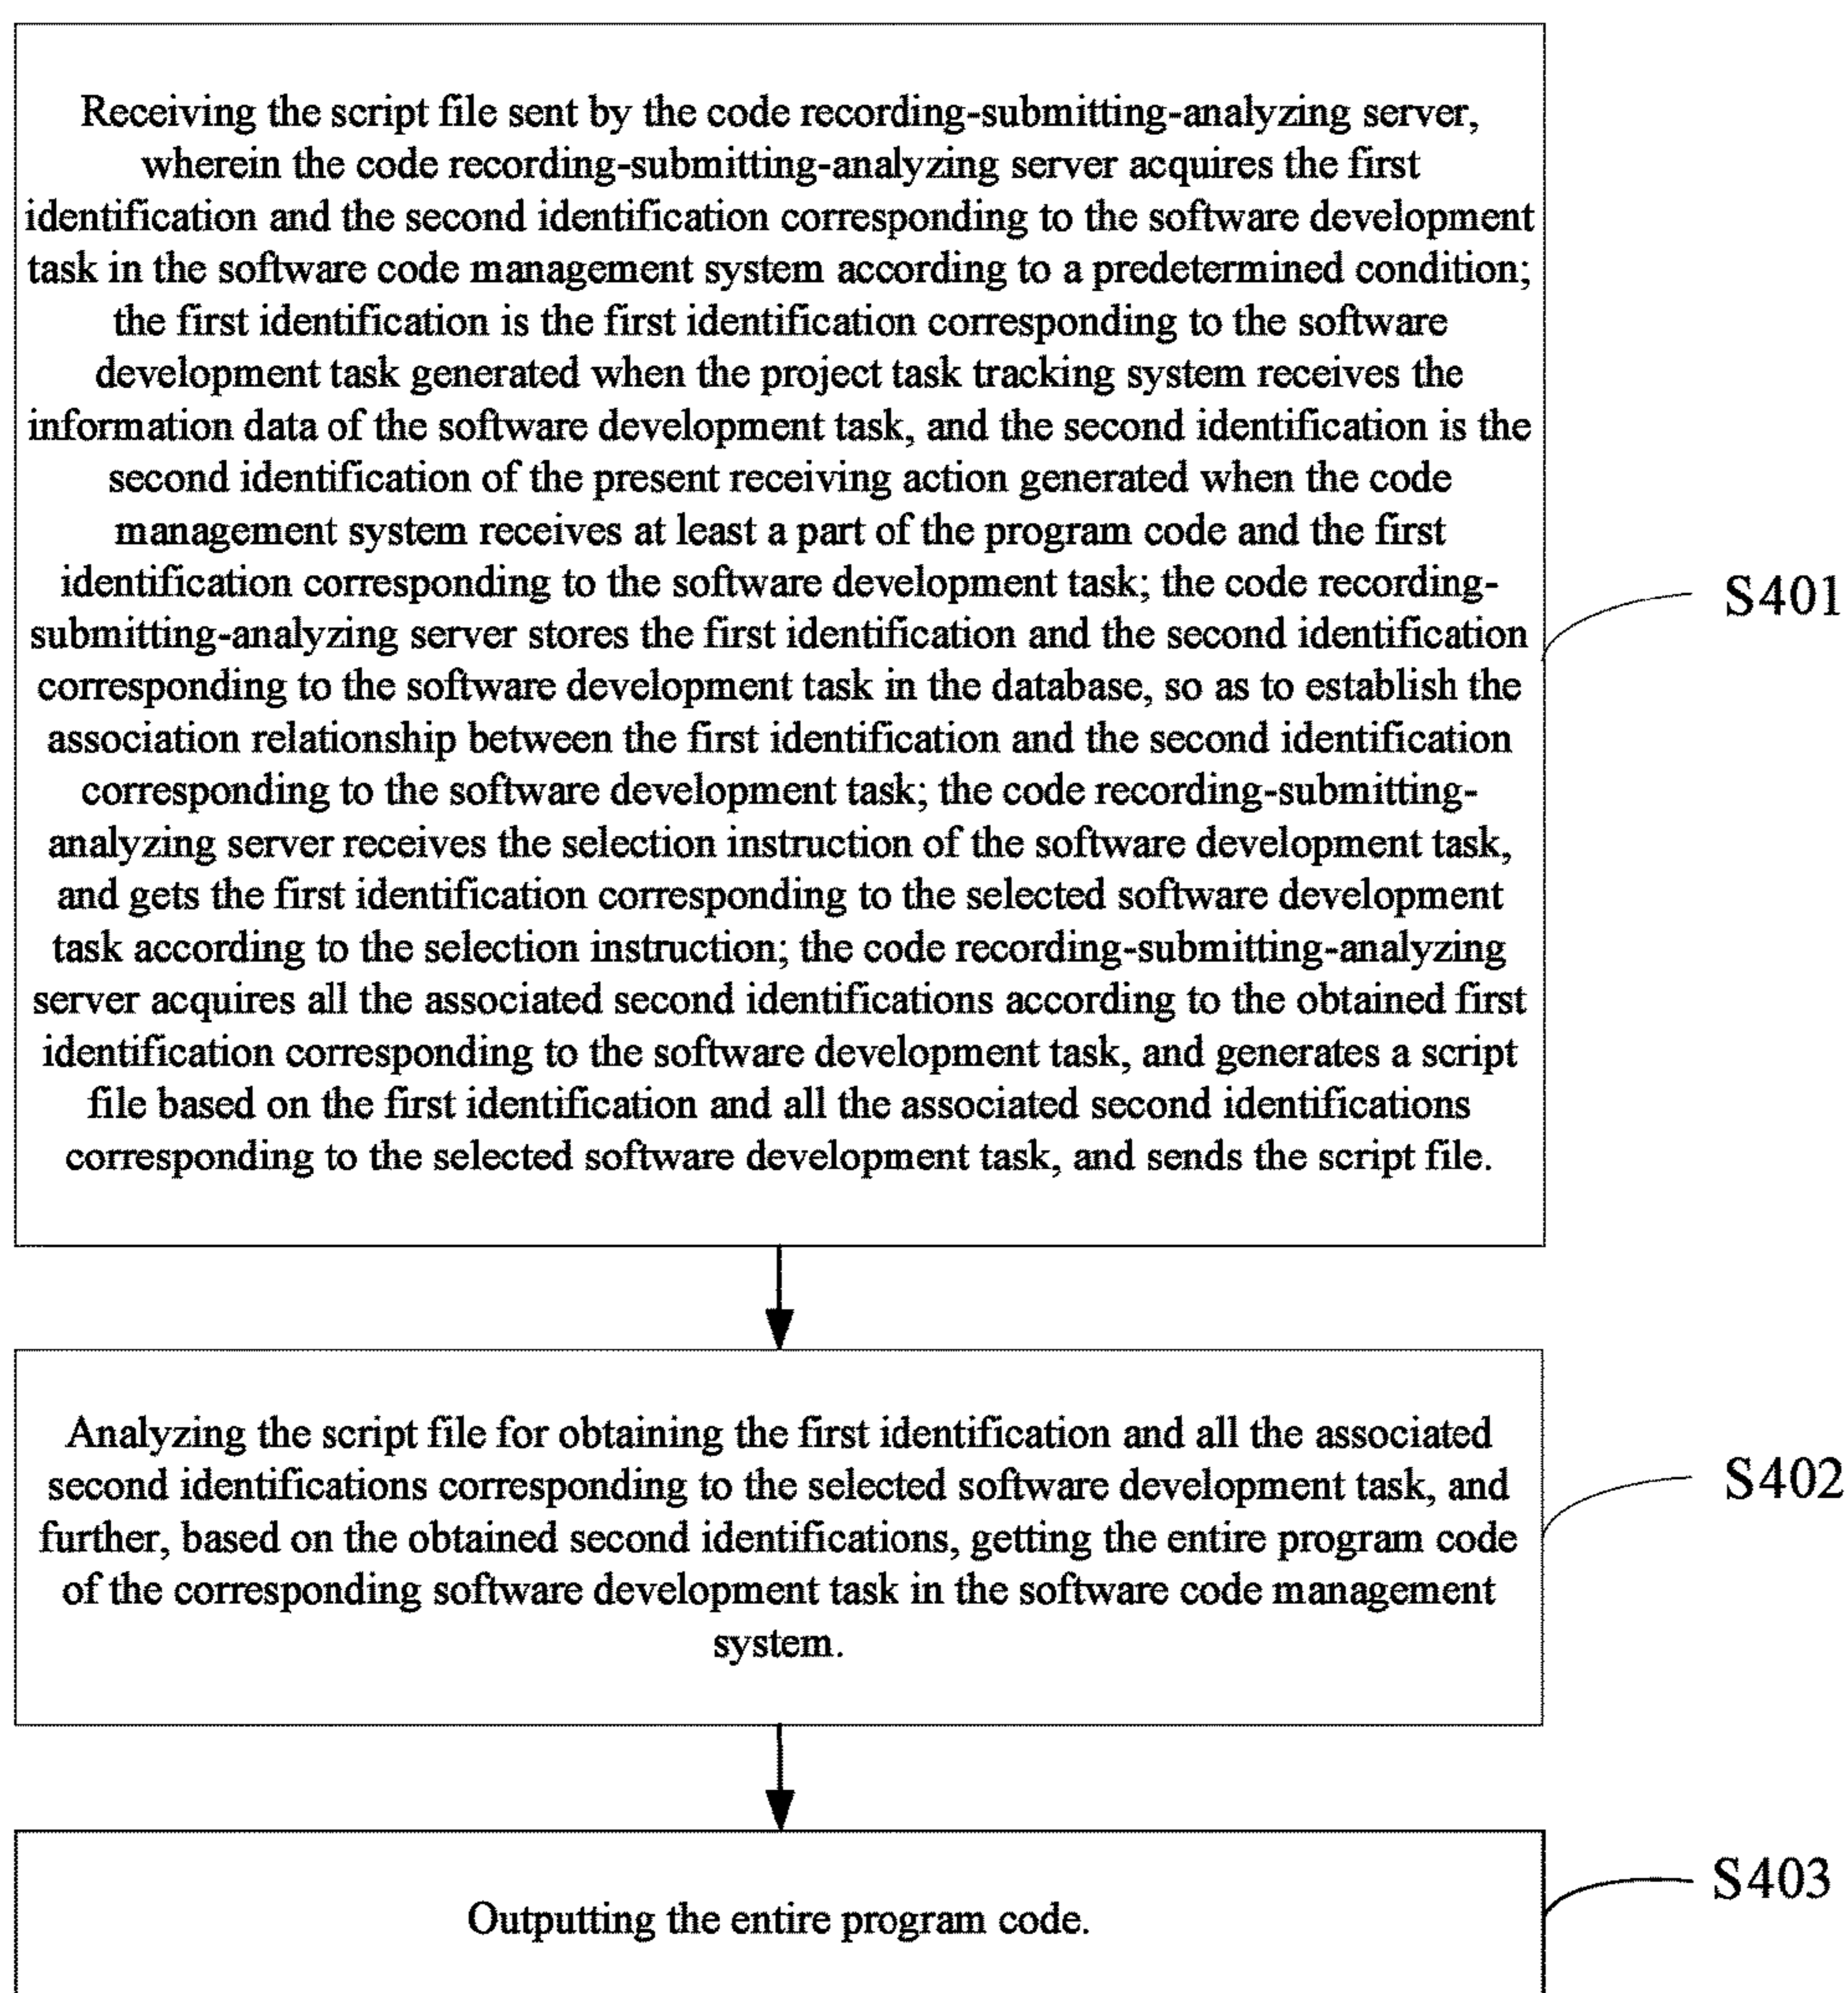 Receiving the script file sent by the code recording-submitting-analyzing server,
wherein the code recording-submitting-analyzing server acquires the first
identification and the second identification corresponding to the software development
task in the software code management system according to a predetermined condition;
the first identification is the first identification corresponding to the software
development task generated when the project task tracking system receives the
information data of the software development task, and the second identification is the
second identification of the present receiving action generated when the code
management system receives at least a part of the program code and the first
identification corresponding to the software development task; the code recording-
submitting-analyzing server stores the first identification and the second identification
corresponding to the software development task in the database, so as to establish the
association relationship between the first identification and the second identification
corresponding to the software development task; the code recording-submitting-
analyzing server receives the selection instruction of the software development task,
and gets the first identification corresponding to the selected software development
task according to the selection instruction; the code recording-submitting-analyzing
server acquires all the associated second identifications according to the obtained first
identification corresponding to the software development task, and generates a script
file based on the first identification and all the associated second identifications
corresponding to the selected software development task, and sends the script file.
S401
Analyzing the script file for obtaining the first identification and all the associated
second identifications corresponding to the selected software development task, and
further, based on the obtained second identifications, getting the entire program code
of the corresponding software development task in the software code management
system.
S402
Outputting the entire program code.
S403